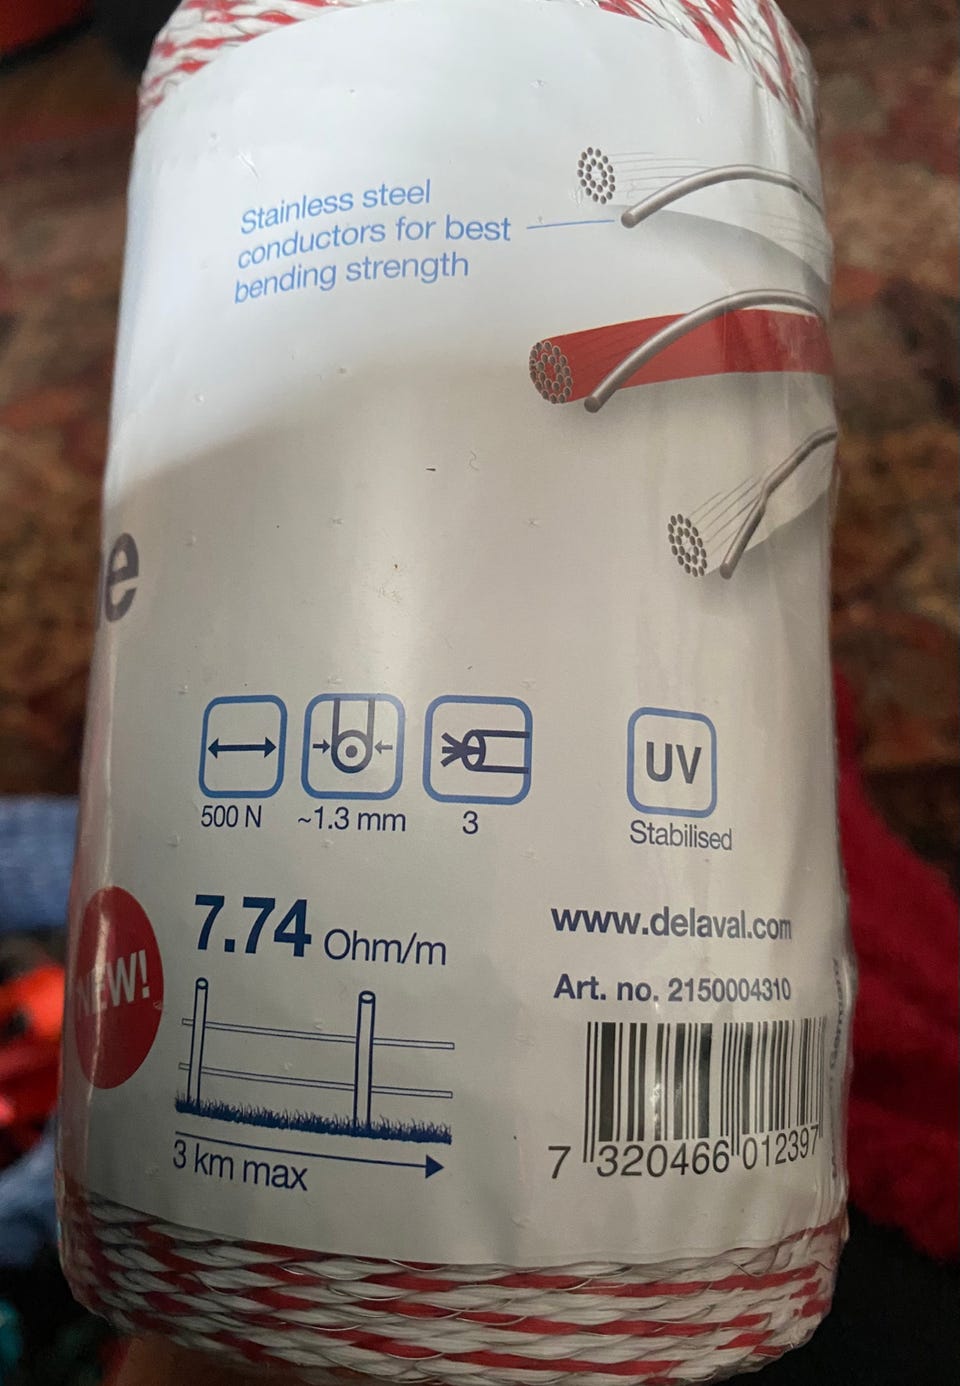 Stainless steel
conductors for best
bending strength
e
UV
500 N
~1.3 mm
3
Stabilised
7.74 Ohm/m
www.delaval.com
NEW!
Art. no. 2150004310
3 km max
7 320466 012397